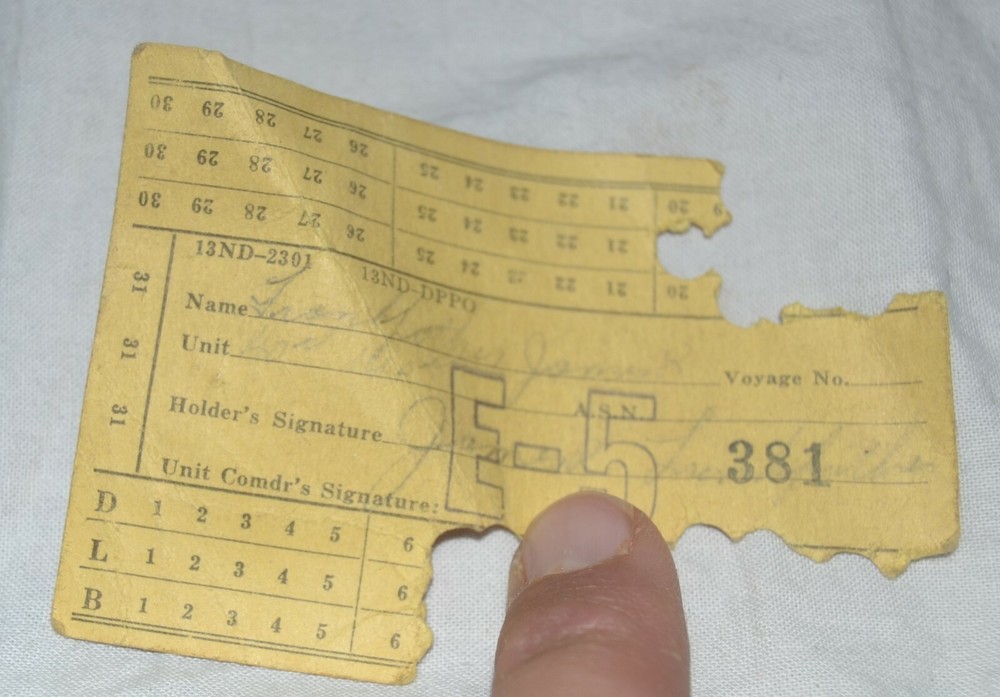 30 29 28 27 26 25 24 23 22 21 20 9
30 29 28 27 26 25 24 23 22 21
30 29 28 27 26 25 24 23 22 21 20
31 31 31
13ND-2301 13ND-DPPO
Name
Unit Voyage No.
A.S.N.
Holder's Signature
E-5 381
Unit Comdr's Signature:
D 1 2 3 4 5 6
L 1 2 3 4 5 6
B 1 2 3 4 5 6